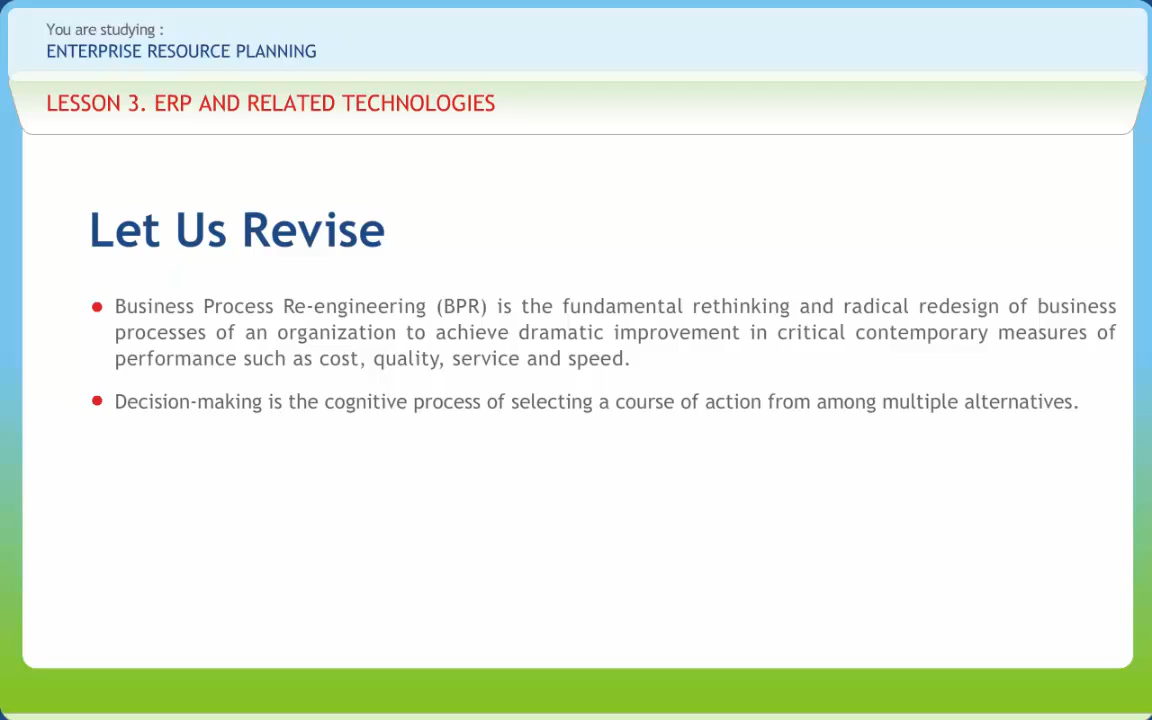 You are studying :
ENTERPRISE RESOURCE PLANNING
LESSON 3. ERP AND RELATED TECHNOLOGIES
Let Us Revise
Business Process Re-engineering (BPR) is the fundamental rethinking and radical redesign of business
processes of an organization to achieve dramatic improvement in critical contemporary measures of
performance such as cost, quality, service and speed.
Decision-making is the cognitive process of selecting a course of action from among multiple alternatives.